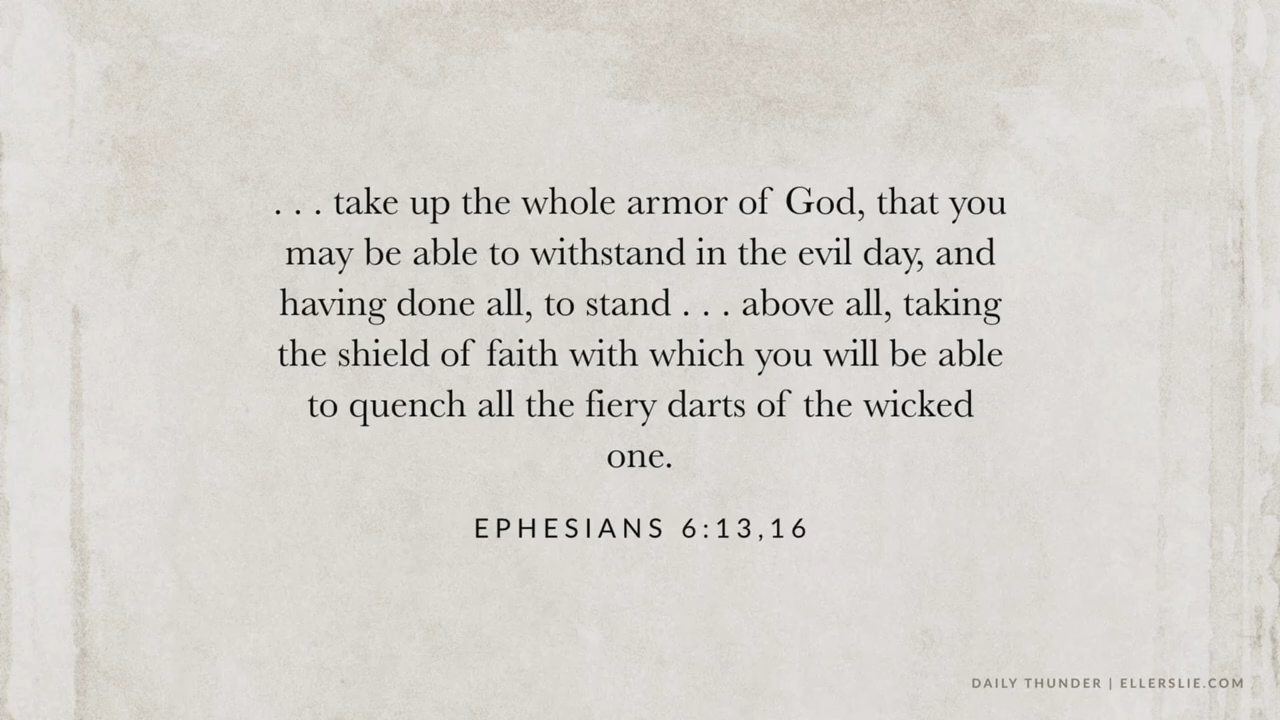 . . . take up the whole armor of God, that you
may be able to withstand in the evil day, and
having done all, to stand . . . above all, taking
the shield of faith with which you will be able
to quench all the fiery darts of the wicked
one.
EPHESIANS 6:13,16
DAILY THUNDER | ELLERSLIE.COM